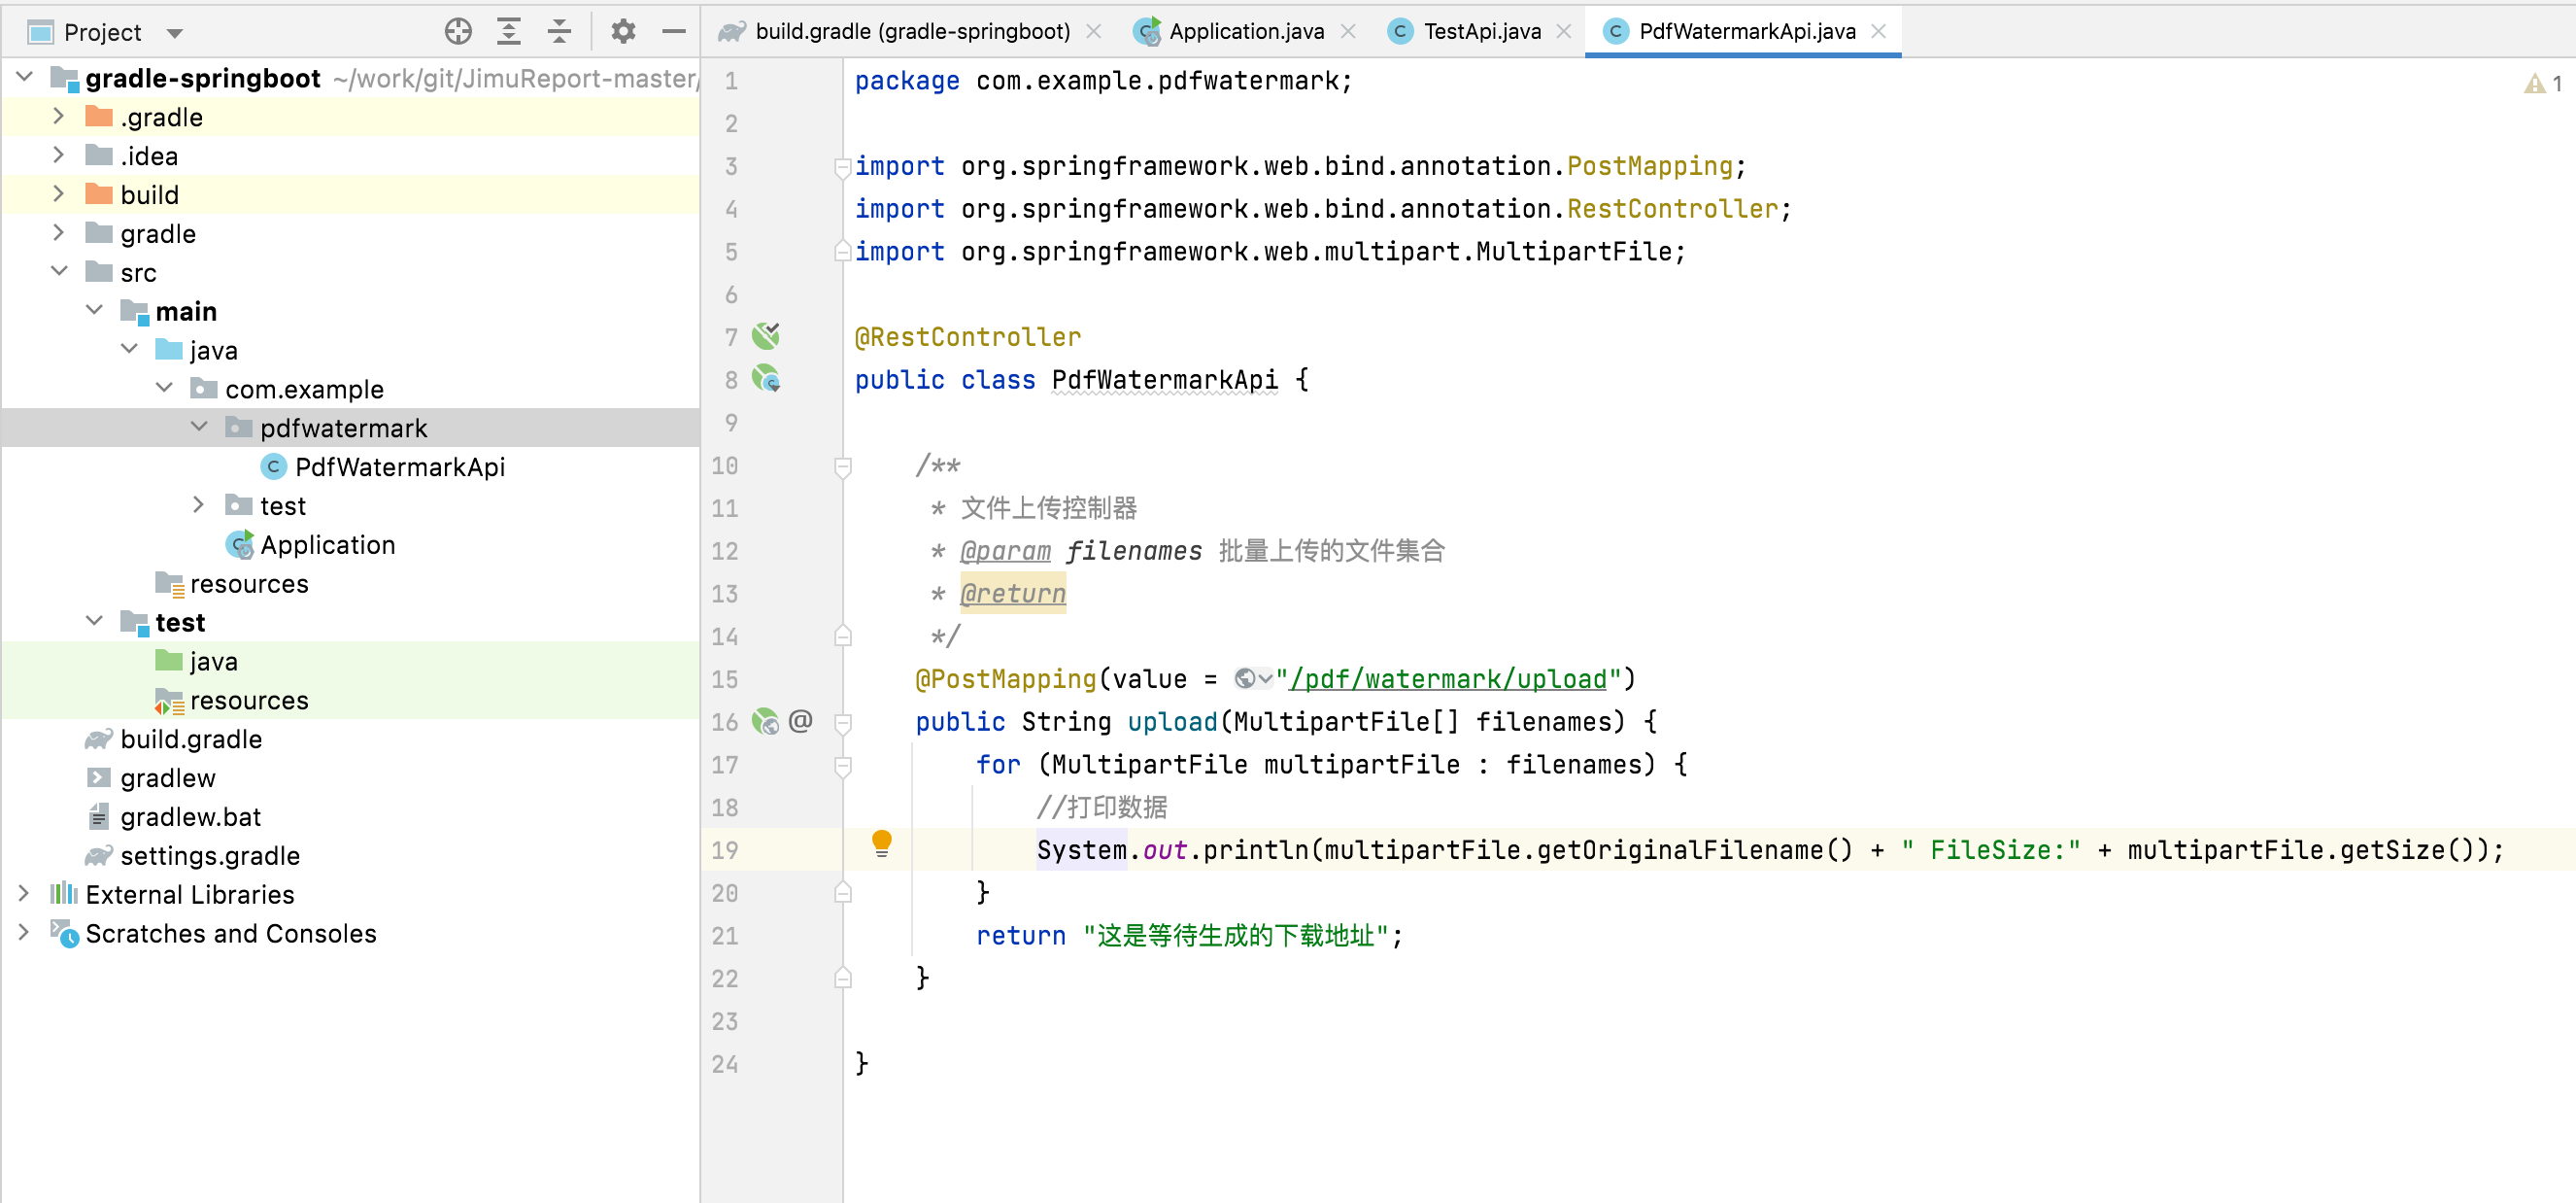 Project
build.gradle (gradle-springboot)
Application.java
TestApi.java
PdfWatermarkApi.java
gradle-springboot ~/work/git/JimuReport-master/
.gradle
.idea
build
gradle
src
main
java
com.example
pdfwatermark
PdfWatermarkApi
test
Application
resources
test
java
resources
build.gradle
gradlew
gradlew.bat
settings.gradle
External Libraries
Scratches and Consoles
1 package com.example.pdfwatermark;
1
2
3 import org.springframework.web.bind.annotation.PostMapping;
4 import org.springframework.web.bind.annotation.RestController;
5 import org.springframework.web.multipart.MultipartFile;
6
7 @RestController
8 public class PdfWatermarkApi {
9
10 /**
11 * 文件上传控制器
12 * @param filenames 批量上传的文件集合
13 * @return
14 */
15 @PostMapping(value = "/pdf/watermark/upload")
16 @ public String upload(MultipartFile[] filenames) {
17 for (MultipartFile multipartFile : filenames) {
18 //打印数据
19 System.out.println(multipartFile.getOriginalFilename() + " FileSize:" + multipartFile.getSize());
20 }
21 return "这是等待生成的下载地址";
22 }
23
24 }